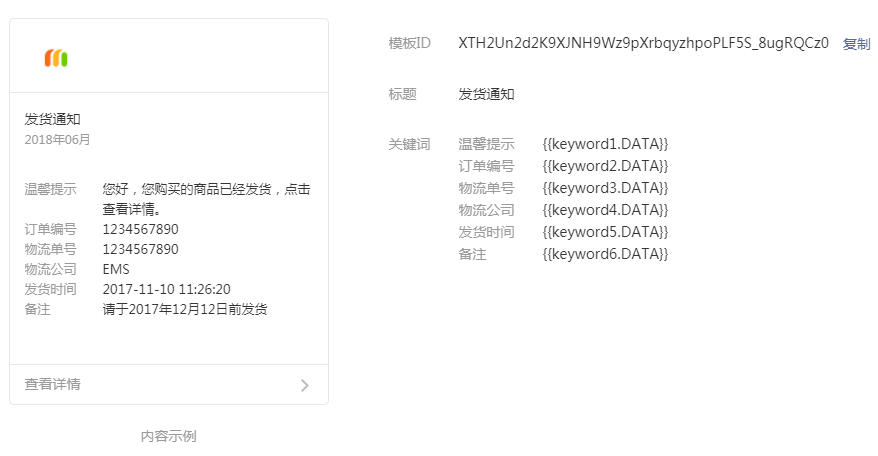 发货通知
2018年06月
温馨提示 您好，您购买的商品已经发货，点击
查看详情。
订单编号 1234567890
物流单号 1234567890
物流公司 EMS
发货时间 2017-11-10 11:26:20
备注 请于2017年12月12日前发货
查看详情
内容示例
模板ID XTH2Un2d2K9XJNH9Wz9pXrbqyzhpoPLF5S_8ugRQCz0 复制
标题 发货通知
关键词 温馨提示 {{keyword1.DATA}}
订单编号 {{keyword2.DATA}}
物流单号 {{keyword3.DATA}}
物流公司 {{keyword4.DATA}}
发货时间 {{keyword5.DATA}}
备注 {{keyword6.DATA}}